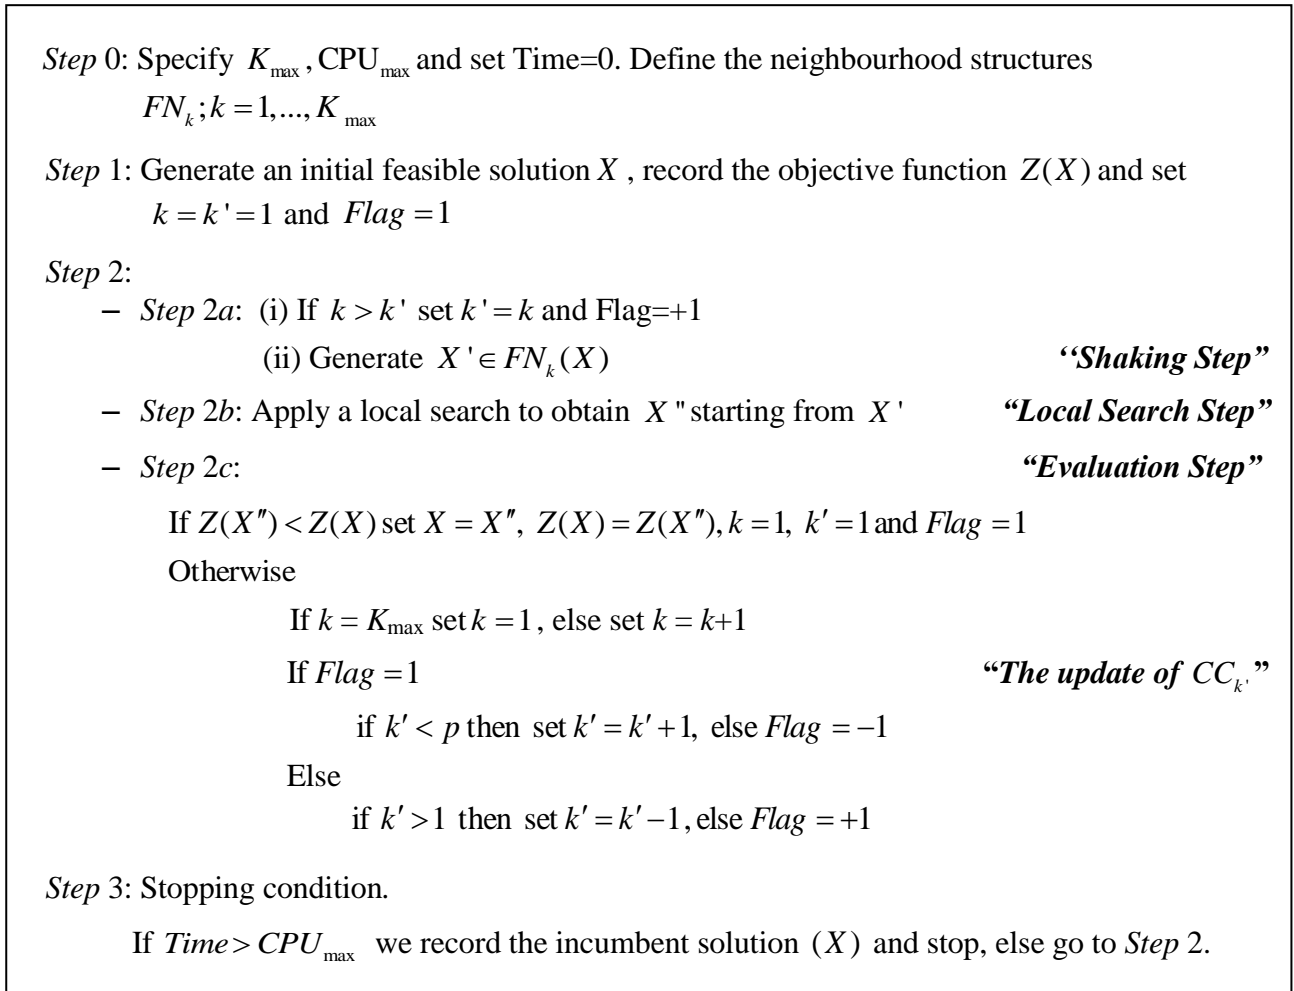 Step 0: Specify K_max, CPU_max and set Time=0. Define the neighbourhood structures
FN_k; k = 1,..., K_max
Step 1: Generate an initial feasible solution X , record the objective function Z(X) and set
k = k' = 1 and Flag = 1
Step 2:
– Step 2a: (i) If k > k' set k' = k and Flag=+1
(ii) Generate X' ∈ FN_k(X) ‘‘Shaking Step”
– Step 2b: Apply a local search to obtain X" starting from X' “Local Search Step”
– Step 2c: “Evaluation Step”
If Z(X″) < Z(X) set X = X″, Z(X) = Z(X″), k = 1, k′ = 1 and Flag = 1
Otherwise
If k = K_max set k = 1, else set k = k+1
If Flag = 1 “The update of CC_k'”
if k′ < p then set k′ = k′ + 1, else Flag = −1
Else
if k′ > 1 then set k′ = k′ − 1, else Flag = +1
Step 3: Stopping condition.
If Time > CPU_max we record the incumbent solution (X) and stop, else go to Step 2.